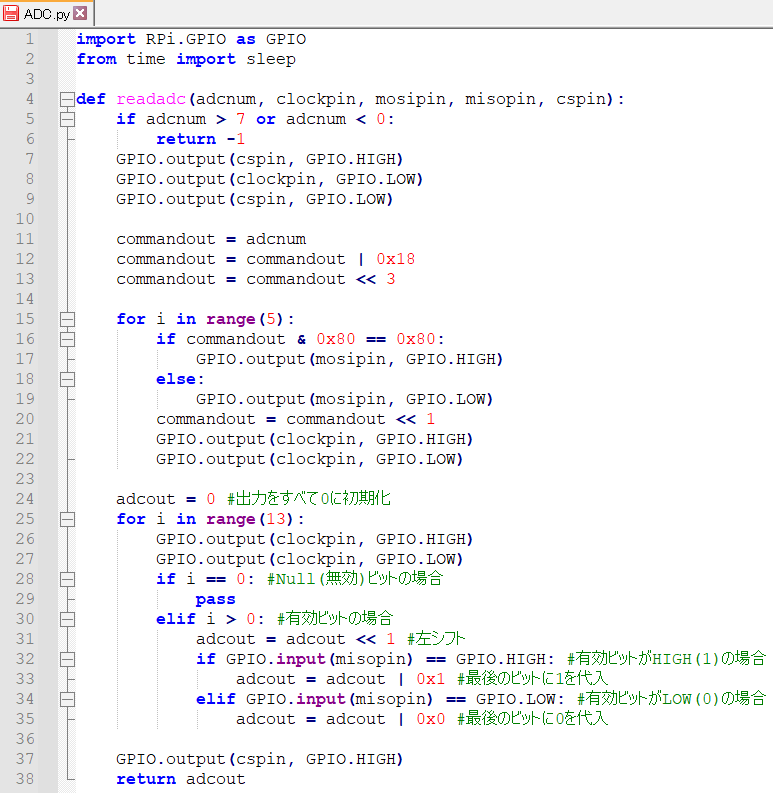 ADC.py
1 import RPi.GPIO as GPIO
2 from time import sleep
3
4 def readadc(adcnum, clockpin, mosipin, misopin, cspin):
5     if adcnum > 7 or adcnum < 0:
6         return -1
7     GPIO.output(cspin, GPIO.HIGH)
8     GPIO.output(clockpin, GPIO.LOW)
9     GPIO.output(cspin, GPIO.LOW)
10
11     commandout = adcnum
12     commandout = commandout | 0x18
13     commandout = commandout << 3
14
15     for i in range(5):
16         if commandout & 0x80 == 0x80:
17             GPIO.output(mosipin, GPIO.HIGH)
18         else:
19             GPIO.output(mosipin, GPIO.LOW)
20         commandout = commandout << 1
21         GPIO.output(clockpin, GPIO.HIGH)
22         GPIO.output(clockpin, GPIO.LOW)
23
24     adcout = 0 #出力をすべて0に初期化
25     for i in range(13):
26         GPIO.output(clockpin, GPIO.HIGH)
27         GPIO.output(clockpin, GPIO.LOW)
28         if i == 0: #Null(無効)ビットの場合
29             pass
30         elif i > 0: #有効ビットの場合
31             adcout = adcout << 1 #左シフト
32             if GPIO.input(misopin) == GPIO.HIGH: #有効ビットがHIGH(1)の場合
33                 adcout = adcout | 0x1 #最後のビットに1を代入
34             elif GPIO.input(misopin) == GPIO.LOW: #有効ビットがLOW(0)の場合
35                 adcout = adcout | 0x0 #最後のビットに0を代入
36
37     GPIO.output(cspin, GPIO.HIGH)
38     return adcout